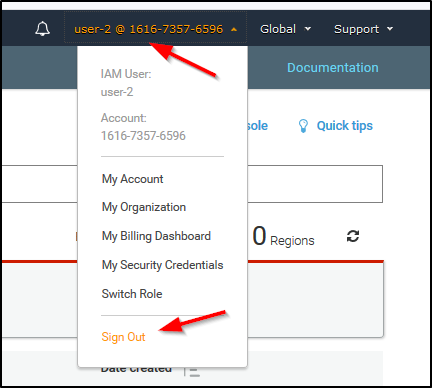 user-2 @ 1616-7357-6596 Global Support
Documentation
IAM User:
user-2
Account:
1616-7357-6596
Quick tips
My Account
My Organization
My Billing Dashboard
0 Regions
My Security Credentials
Switch Role
Sign Out
Date created